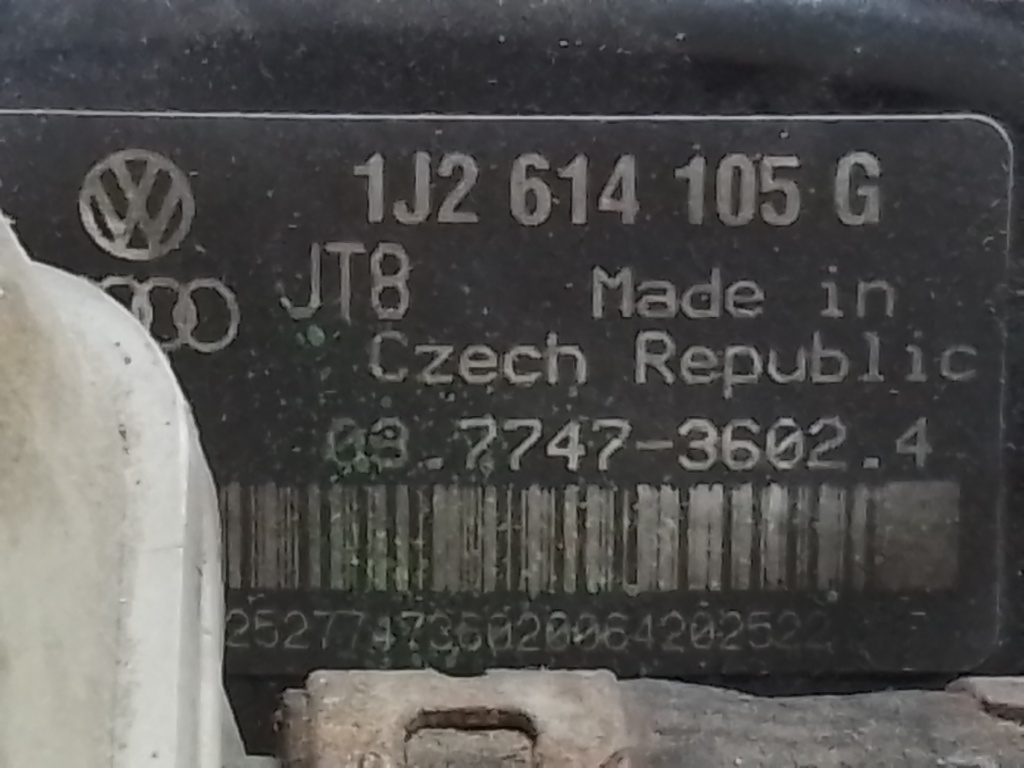 1J2 614 105 G
JT8
Made in
Czech Republic
03.7747-3602.4